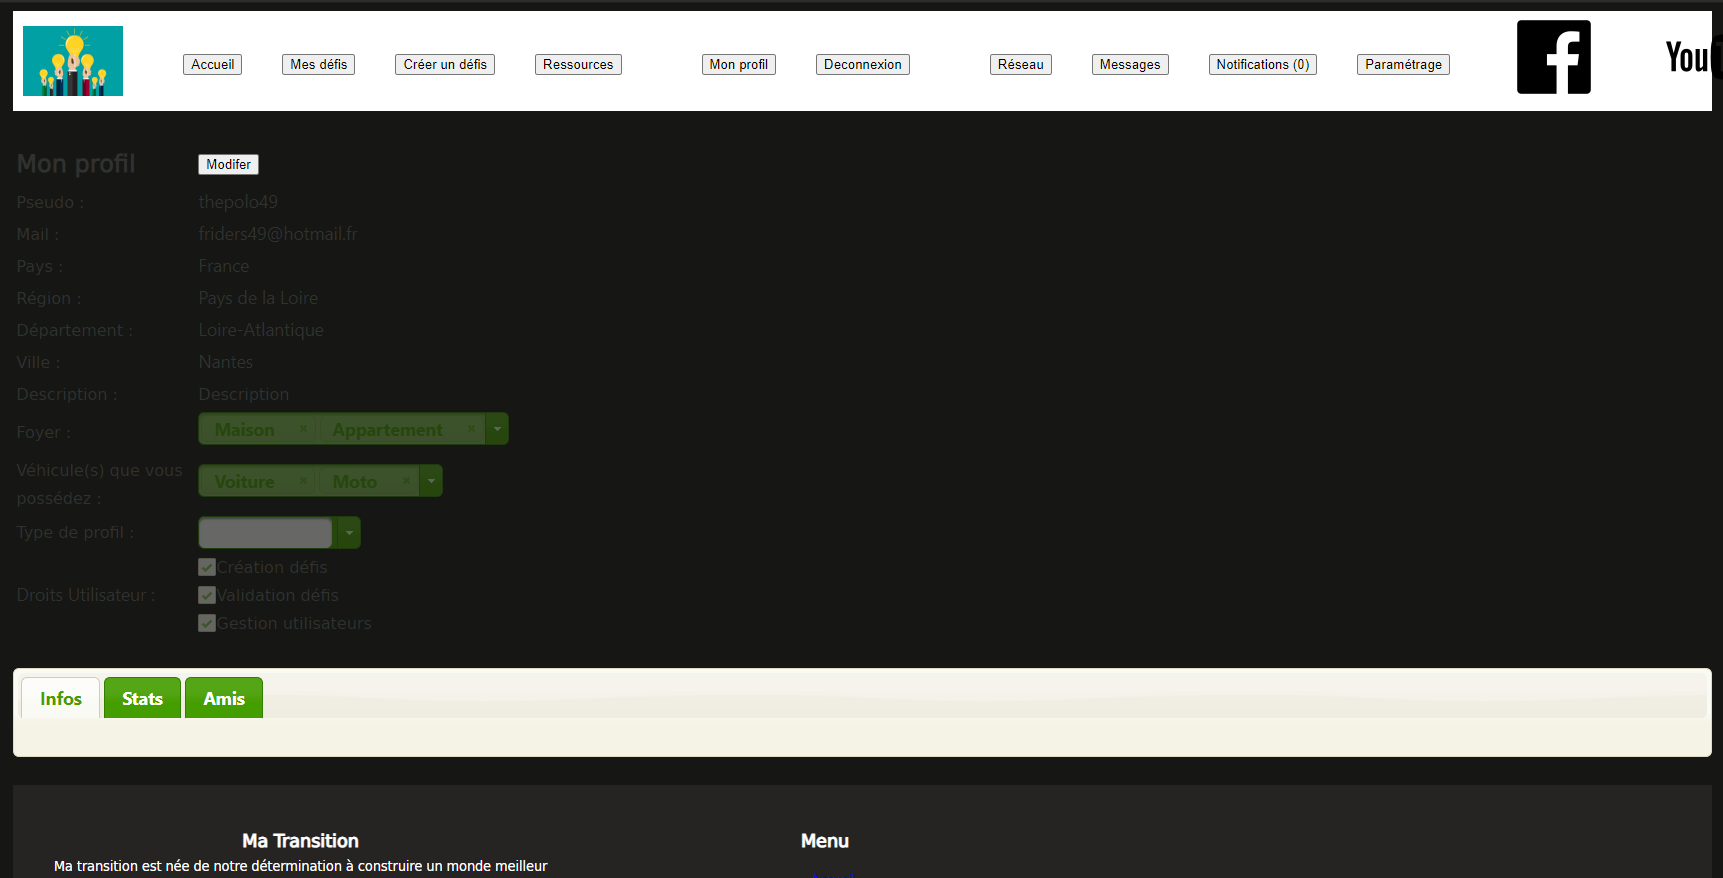 Accueil Mes défis Créer un défis Ressources Mon profil Deconnexion Réseau Messages Notifications (0) Paramétrage
Mon profil Modifer
Pseudo : thepolo49
Mail : friders49@hotmail.fr
Pays : France
Région : Pays de la Loire
Département : Loire-Atlantique
Ville : Nantes
Description : Description
Foyer : Maison Appartement
Véhicule(s) que vous
possédez :
Voiture Moto
Type de profil :
Création défis
Droits Utilisateur : Validation défis
Gestion utilisateurs
Infos Stats Amis
Ma Transition Menu
Ma transition est née de notre détermination à construire un monde meilleur